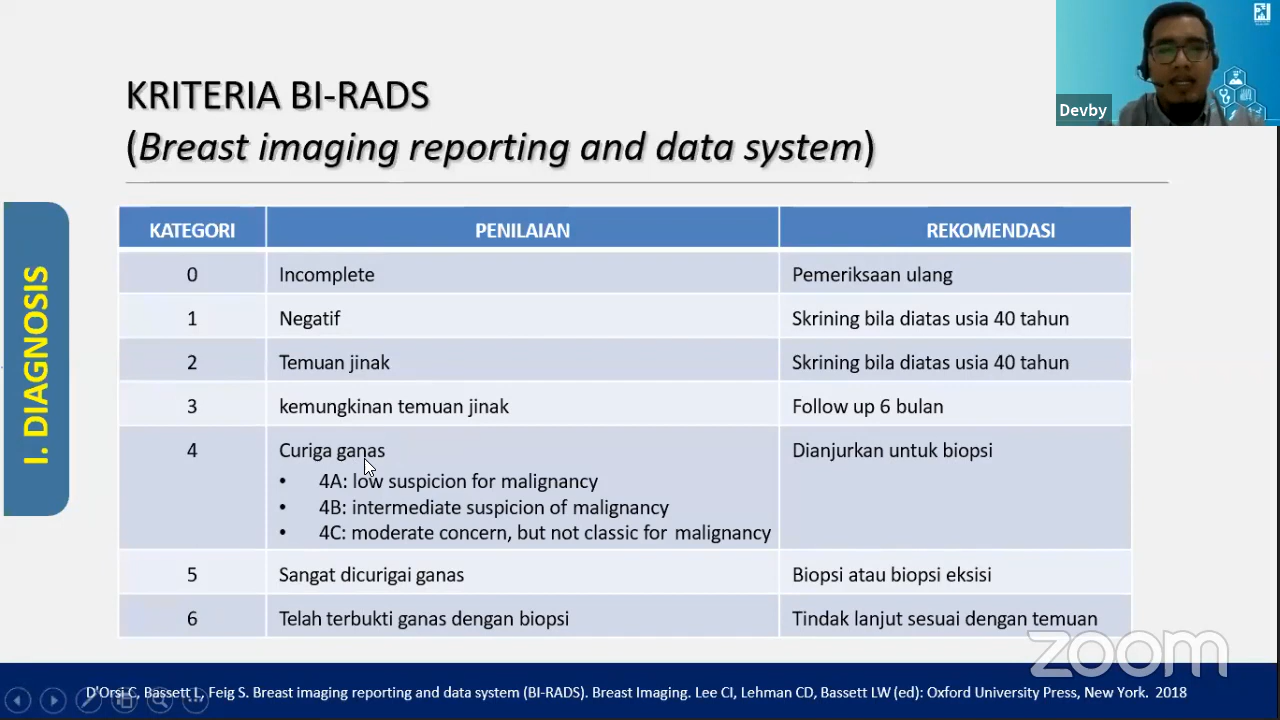 KRITERIA BI-RADS
(Breast imaging reporting and data system)
Devby
I. DIAGNOSIS
KATEGORI PENILAIAN REKOMENDASI
0 Incomplete Pemeriksaan ulang
1 Negatif Skrining bila diatas usia 40 tahun
2 Temuan jinak Skrining bila diatas usia 40 tahun
3 kemungkinan temuan jinak Follow up 6 bulan
4 Curiga ganas Dianjurkan untuk biopsi
• 4A: low suspicion for malignancy
• 4B: intermediate suspicion of malignancy
• 4C: moderate concern, but not classic for malignancy
5 Sangat dicurigai ganas Biopsi atau biopsi eksisi
6 Telah terbukti ganas dengan biopsi Tindak lanjut sesuai dengan temuan
zoom
D'Orsi C, Bassett L, Feig S. Breast imaging reporting and data system (BI-RADS). Breast Imaging. Lee CI, Lehman CD, Bassett LW (ed): Oxford University Press, New York. 2018